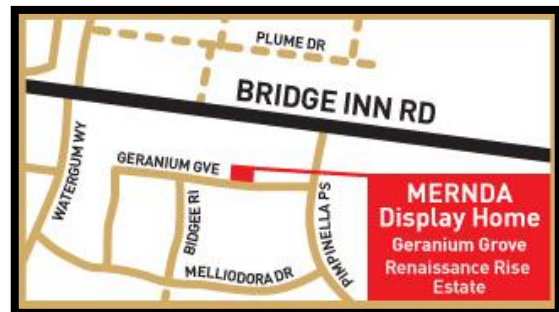 PLUME DR
BRIDGE INN RD
WATERGUM WY
GERANIUM GVE
BIDGEE RI
MELLIODORA DR
PIMPINELLA PS
MERNDA
Display Home
Geranium Grove
Renaissance Rise
Estate